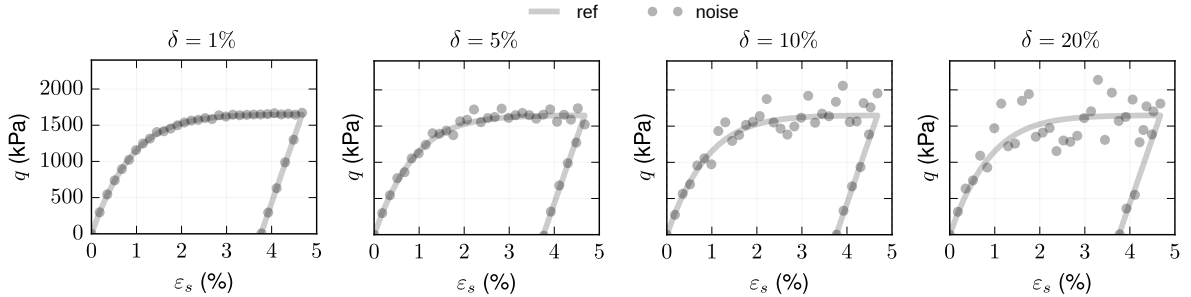 ref noise
δ = 1% δ = 5% δ = 10% δ = 20%
2000
1500
1000
500
0
q (kPa) q (kPa) q (kPa) q (kPa)
0 1 2 3 4 5 0 1 2 3 4 5 0 1 2 3 4 5 0 1 2 3 4 5
εs (%) εs (%) εs (%) εs (%)